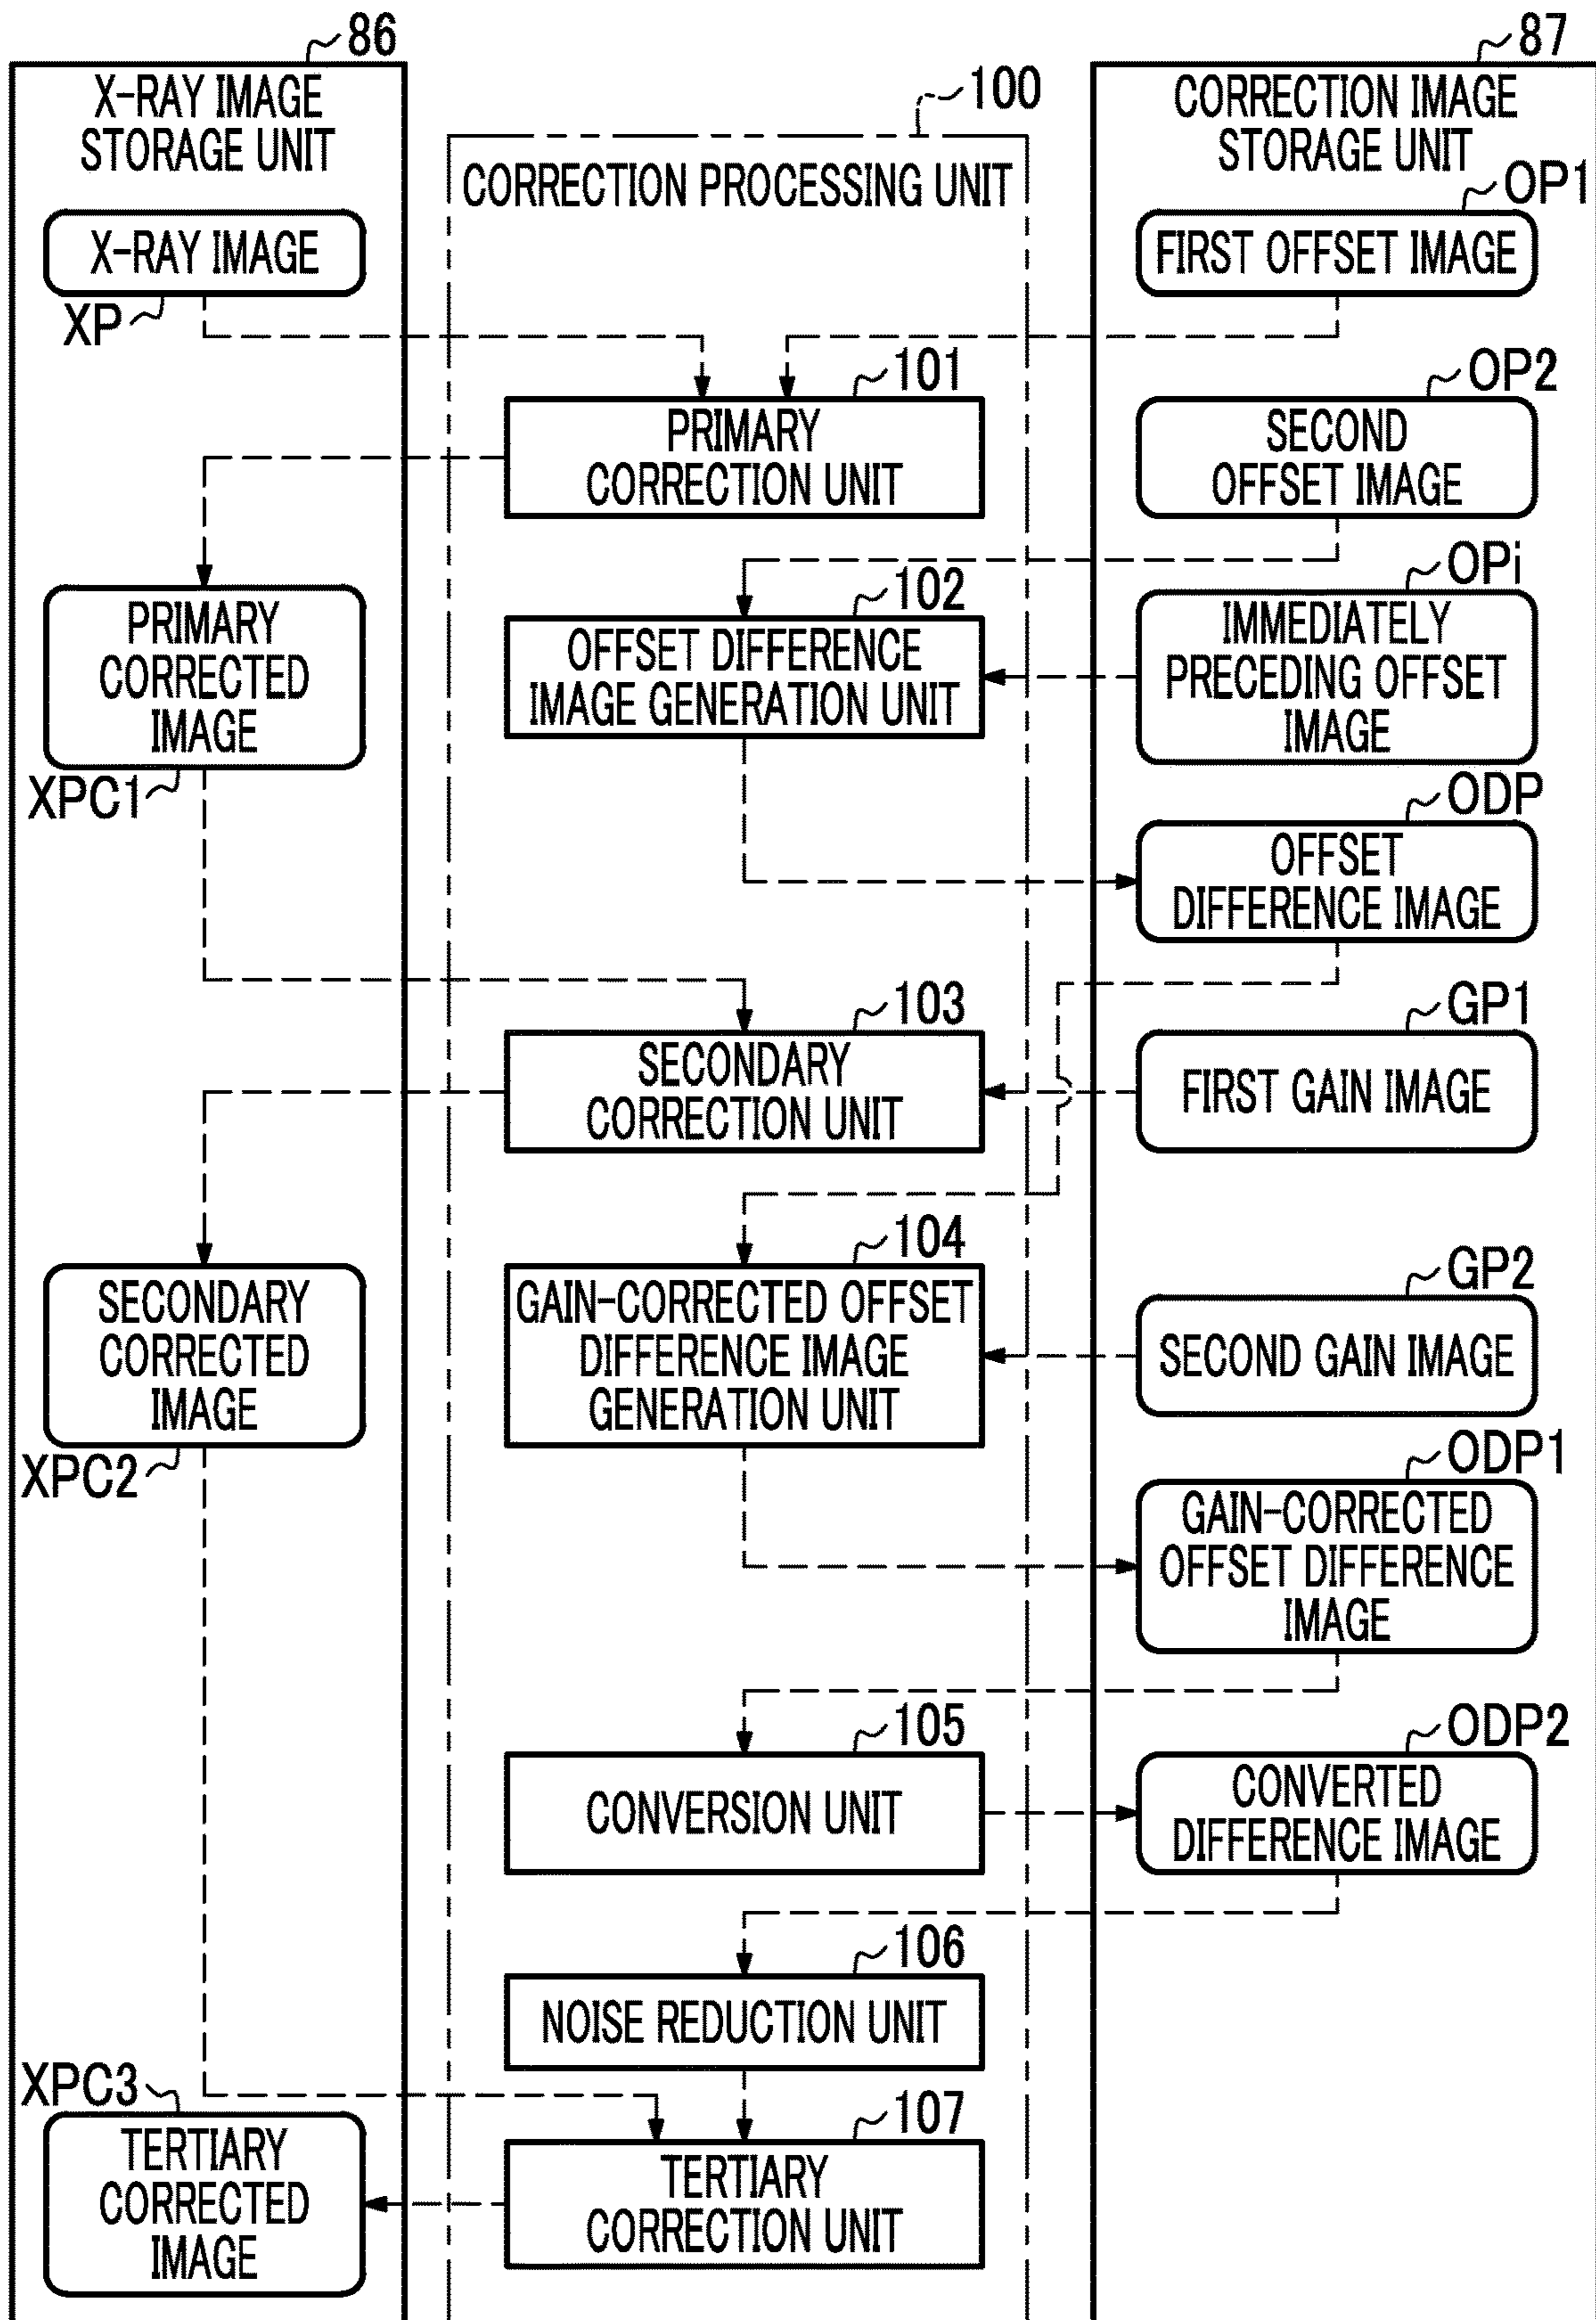 86
X-RAY IMAGE
STORAGE UNIT
X-RAY IMAGE
XP
PRIMARY
CORRECTED
IMAGE
XPC1
SECONDARY
CORRECTED
IMAGE
XPC2
XPC3
TERTIARY
CORRECTED
IMAGE
100
CORRECTION PROCESSING UNIT
101
PRIMARY
CORRECTION UNIT
102
OFFSET DIFFERENCE
IMAGE GENERATION UNIT
103
SECONDARY
CORRECTION UNIT
104
GAIN-CORRECTED OFFSET
DIFFERENCE IMAGE
GENERATION UNIT
105
CONVERSION UNIT
106
NOISE REDUCTION UNIT
107
TERTIARY
CORRECTION UNIT
87
CORRECTION IMAGE
STORAGE UNIT
OP1
FIRST OFFSET IMAGE
OP2
SECOND
OFFSET IMAGE
OPi
IMMEDIATELY
PRECEDING OFFSET
IMAGE
ODP
OFFSET
DIFFERENCE IMAGE
GP1
FIRST GAIN IMAGE
GP2
SECOND GAIN IMAGE
ODP1
GAIN-CORRECTED
OFFSET DIFFERENCE
IMAGE
ODP2
CONVERTED
DIFFERENCE IMAGE